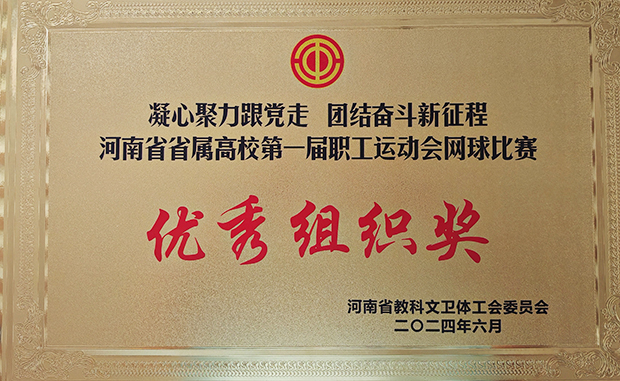 凝心聚力跟党走 团结奋斗新征程
河南省省属高校第一届职工运动会网球比赛
优秀组织奖
河南省教科文卫体工会委员会
二〇二四年六月